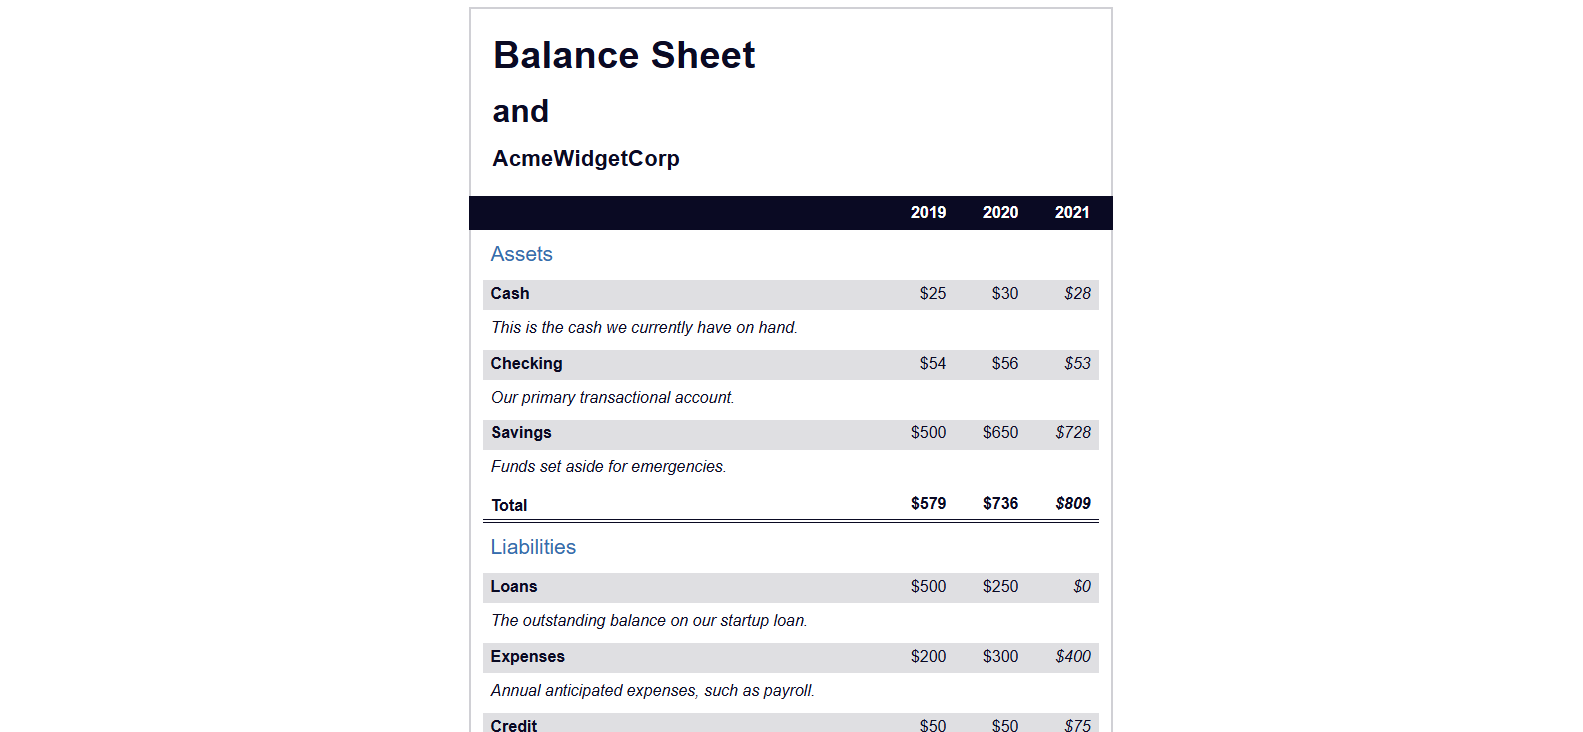 Balance Sheet
and
AcmeWidgetCorp
2019 2020 2021
Assets
Cash $25 $30 $28
This is the cash we currently have on hand.
Checking $54 $56 $53
Our primary transactional account.
Savings $500 $650 $728
Funds set aside for emergencies.
Total $579 $736 $809
Liabilities
Loans $500 $250 $0
The outstanding balance on our startup loan.
Expenses $200 $300 $400
Annual anticipated expenses, such as payroll.
Credit $50 $50 $75